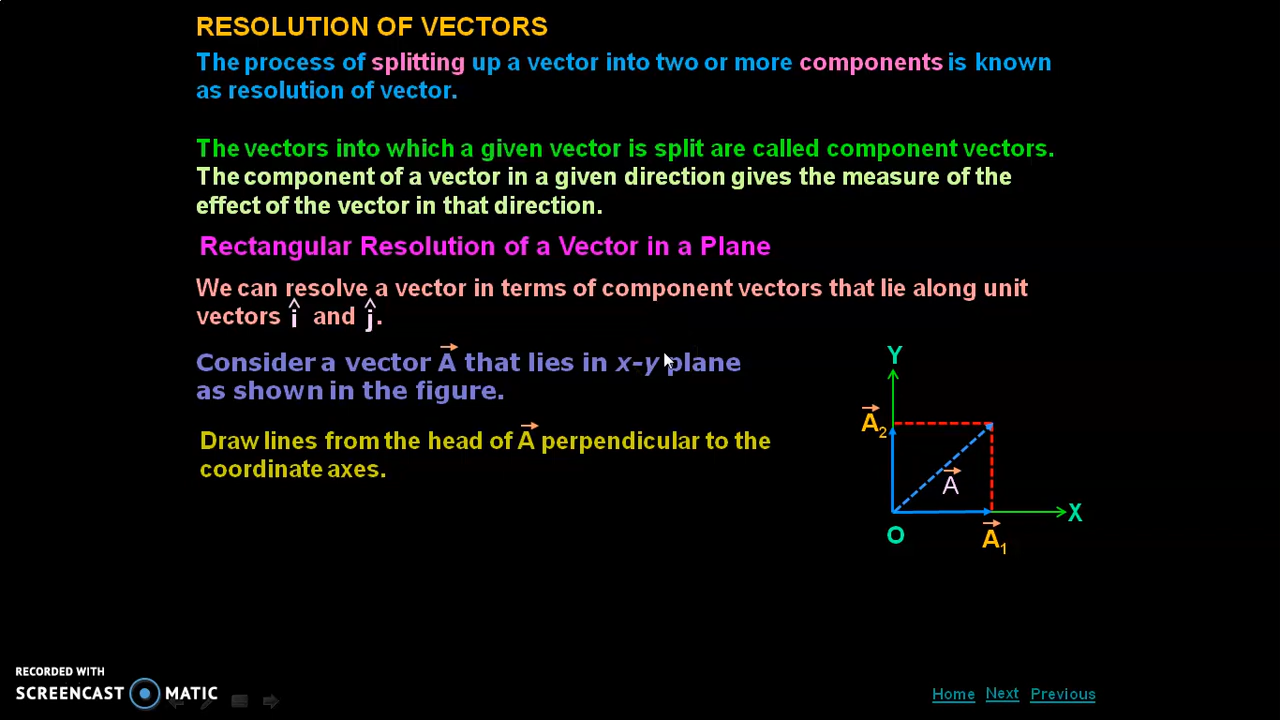 RESOLUTION OF VECTORS
The process of splitting up a vector into two or more components is known
as resolution of vector.
The vectors into which a given vector is split are called component vectors.
The component of a vector in a given direction gives the measure of the
effect of the vector in that direction.
Rectangular Resolution of a Vector in a Plane
We can resolve a vector in terms of component vectors that lie along unit
vectors î and ĵ.
Consider a vector A⃗ that lies in x-y plane
as shown in the figure.
Draw lines from the head of A⃗ perpendicular to the
coordinate axes.
Y
A⃗₂
A⃗
X
O
A⃗₁
RECORDED WITH
SCREENCAST MATIC
Home Next Previous